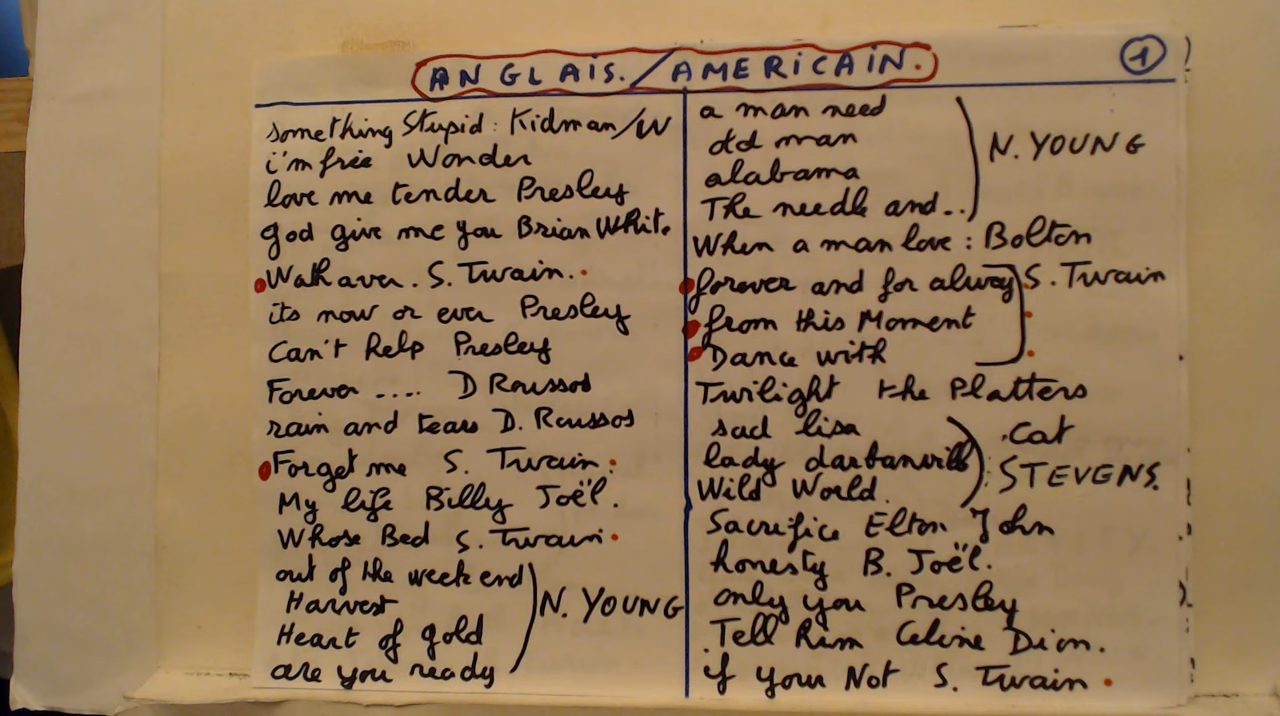 ANGLAIS. / AMERICAIN.
1
something Stupid : Kidman/W
i'm free Wonder
love me tender Presley
god give me you Brian White.
Walk aver. S. Twain.
its now or ever Presley
Can't help Presley
Forever .... D Roussos
rain and tears D. Roussos
Forget me S. Twain.
My life Billy Joël.
Whose Bed S. Twain.
out of the week end
Harvest
Heart of gold
are you ready
N. YOUNG
a man need
old man
alabama
The needle and...
N. YOUNG
When a man love : Bolton
forever and for alway S. Twain
from this Moment
Dance with
Twilight the Platters
sad lisa
lady darbanvill
Wild World.
Cat
STEVENS.
Sacrifice Elton John
honesty B. Joël.
only you Presley
Tell him Celine Dion.
if your Not S. Twain.